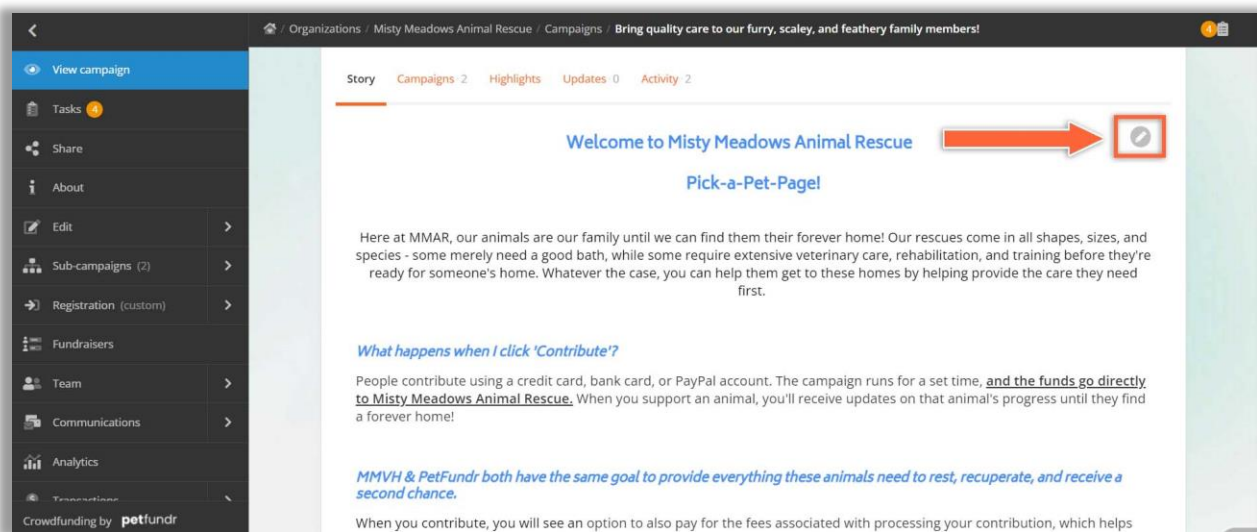 / Organizations / Misty Meadows Animal Rescue / Campaigns / Bring quality care to our furry, scaley, and feathery family members!
4
View campaign
Tasks 4
Share
About
Edit
Sub-campaigns (2)
Registration (custom)
Fundraisers
Team
Communications
Analytics
Transactions
Crowdfunding by petfundr
Story Campaigns 2 Highlights Updates 0 Activity 2
Welcome to Misty Meadows Animal Rescue
Pick-a-Pet-Page!
Here at MMAR, our animals are our family until we can find them their forever home! Our rescues come in all shapes, sizes, and
species - some merely need a good bath, while some require extensive veterinary care, rehabilitation, and training before they're
ready for someone's home. Whatever the case, you can help them get to these homes by helping provide the care they need
first.
What happens when I click 'Contribute'?
People contribute using a credit card, bank card, or PayPal account. The campaign runs for a set time, and the funds go directly
to Misty Meadows Animal Rescue. When you support an animal, you'll receive updates on that animal's progress until they find
a forever home!
MMVH & PetFundr both have the same goal to provide everything these animals need to rest, recuperate, and receive a
second chance.
When you contribute, you will see an option to also pay for the fees associated with processing your contribution, which helps